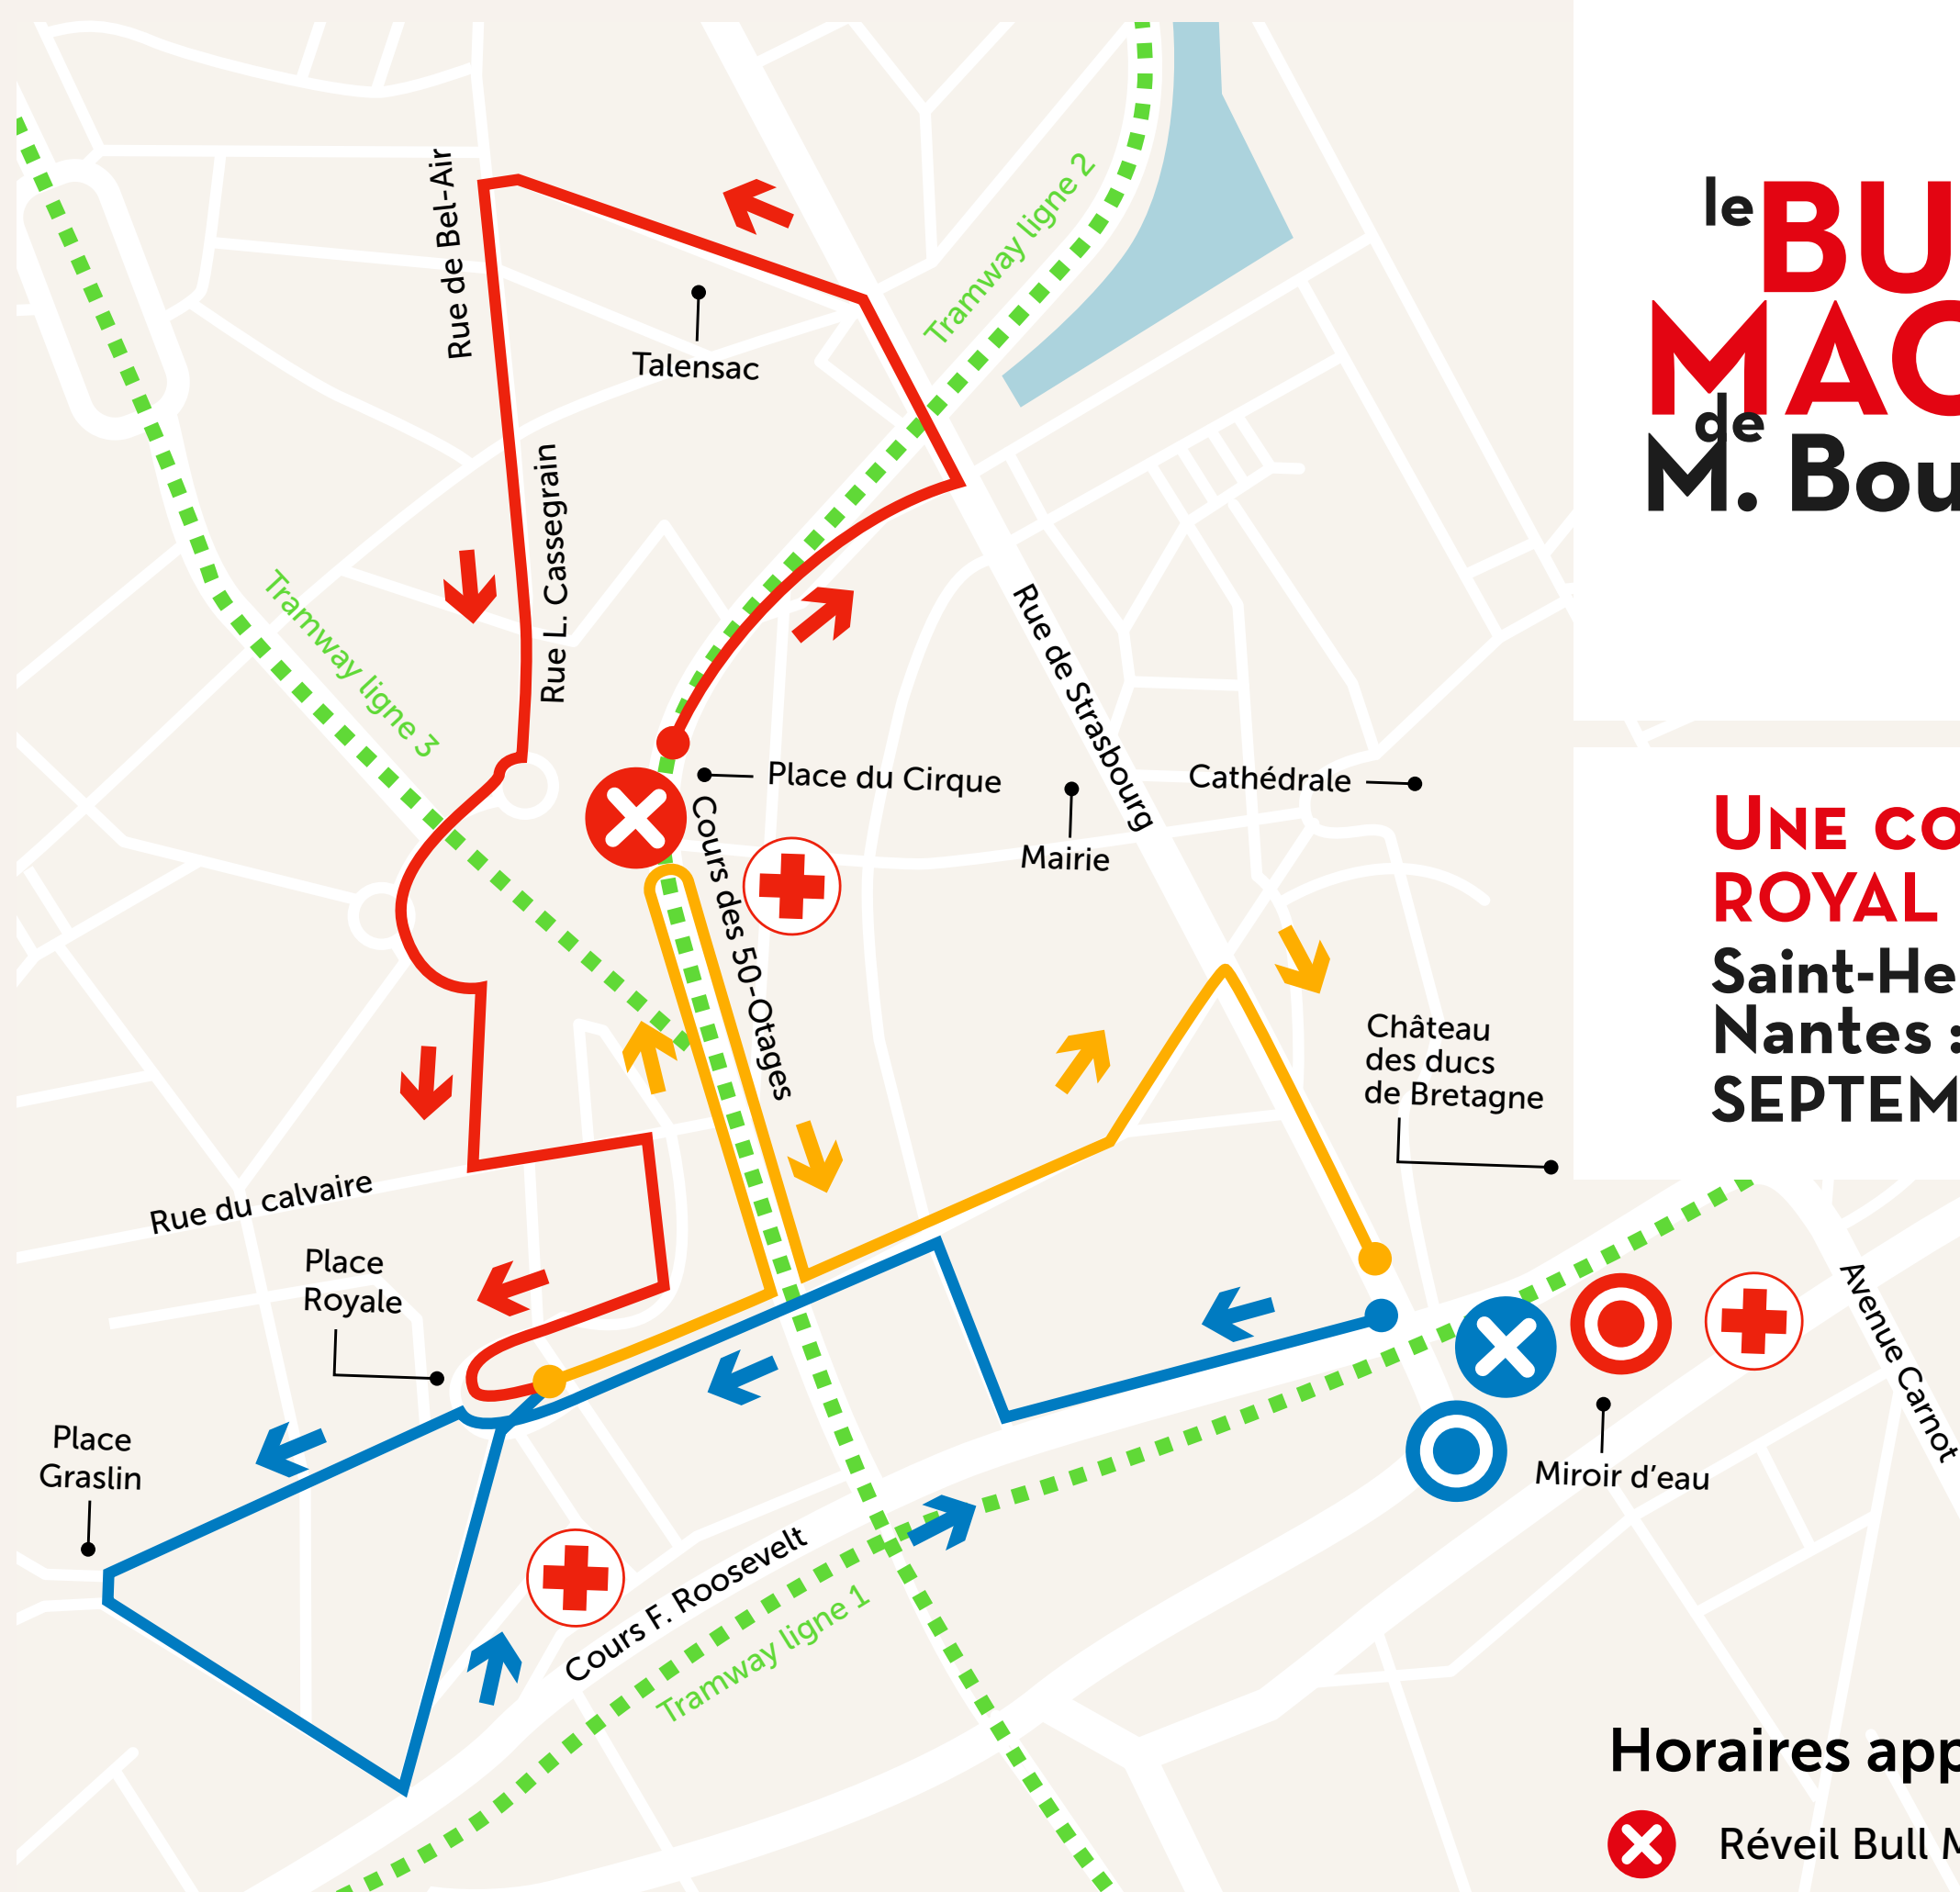 Rue de Bel-Air
Tramway ligne 2
Talensac
Rue L. Cassegrain
Tramway ligne 3
Rue de Strasbourg
Place du Cirque
Cathédrale
Mairie
Cours des 50-Otages
Château
des ducs
de Bretagne
Rue du calvaire
Place
Royale
Place
Graslin
Avenue Carnot
Miroir d'eau
Cours F. Roosevelt
Tramway ligne 1
le
BU
MAC
de
M. Bou
UNE CO
ROYAL
Saint-He
Nantes :
SEPTEM
Horaires app
Réveil Bull M